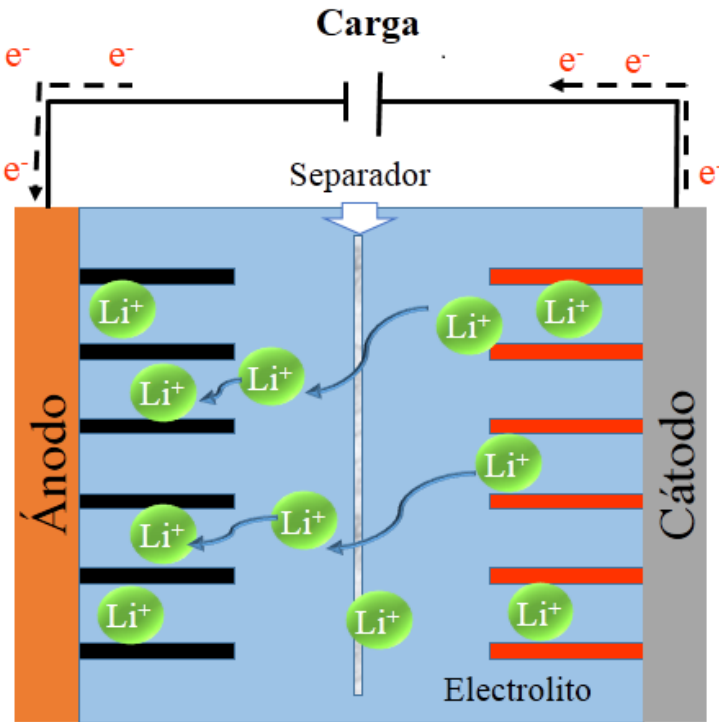 Carga
e-
e-
e-
e-
e-
e-
Separador
Li+
Li+
Li+
Li+
Li+
Li+
Li+
Li+
Li+
Li+
Li+
Ánodo
Cátodo
Electrolito